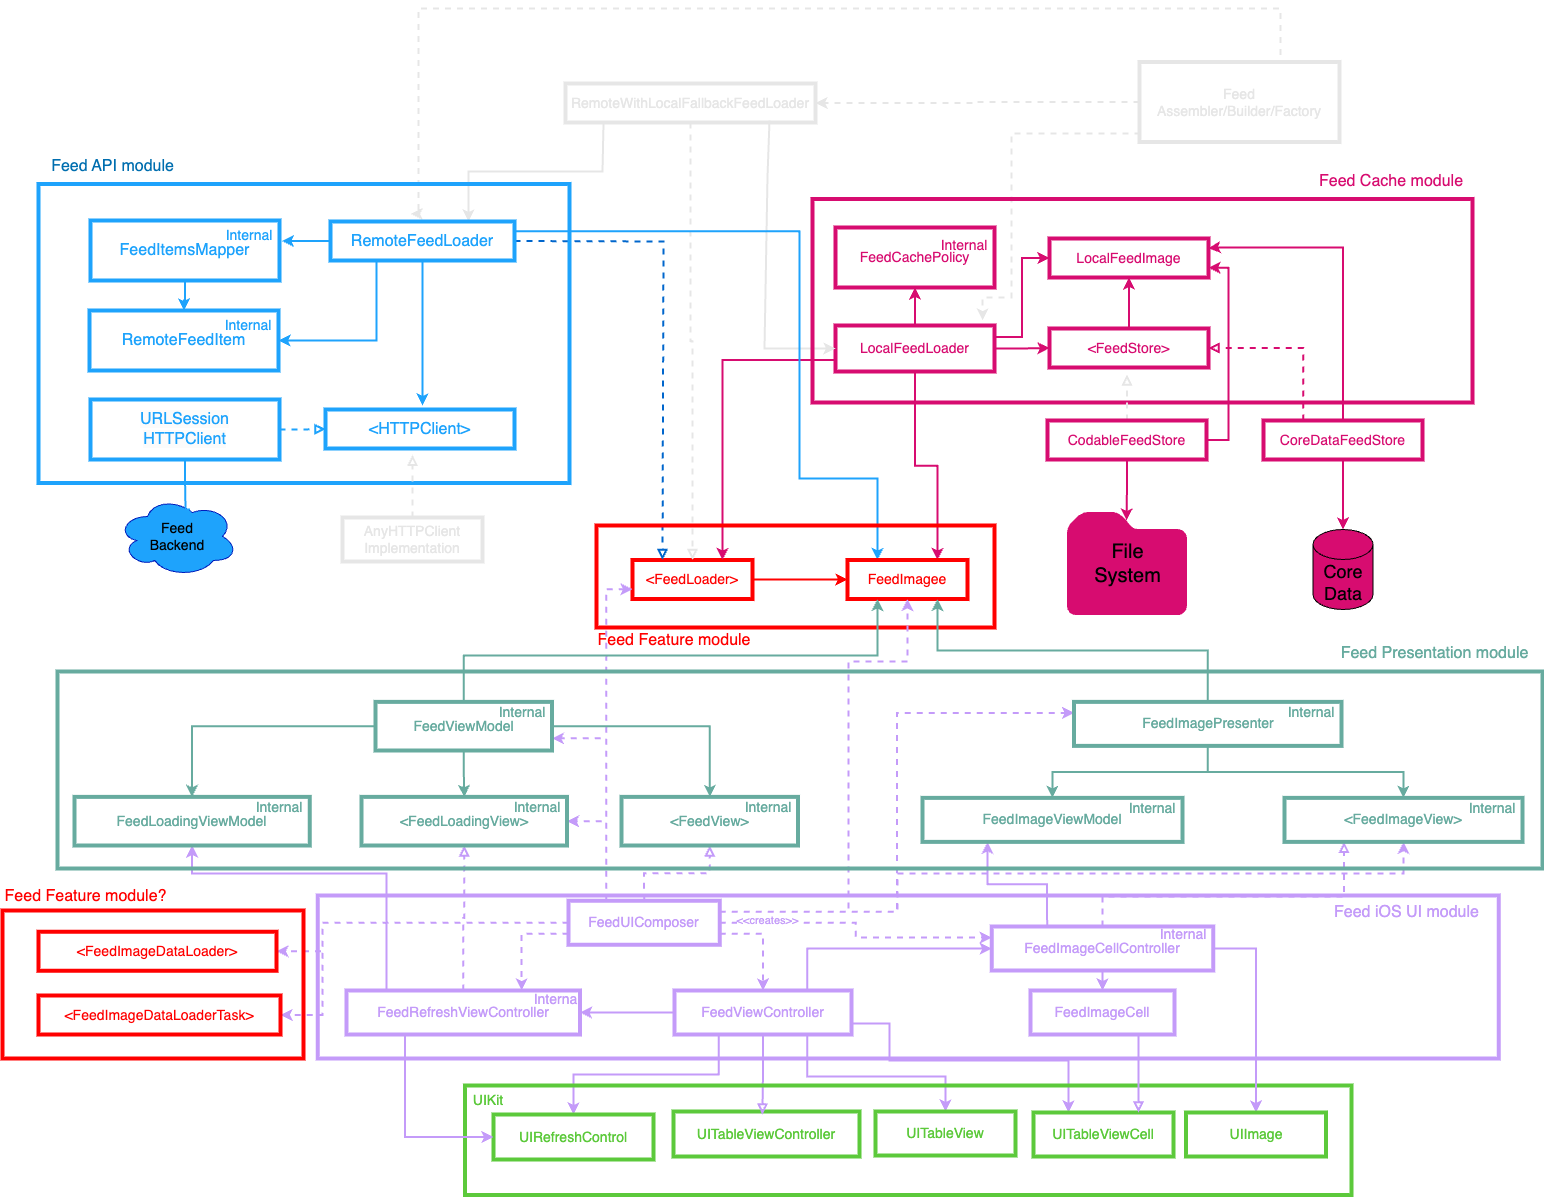 RemoteWithLocalFallbackFeedLoader
Feed
Assembler/Builder/Factory
Feed API module
Feed Cache module
Internal
FeedItemsMapper
RemoteFeedLoader
Internal
FeedCachePolicy
LocalFeedImage
Internal
RemoteFeedItem
LocalFeedLoader
<FeedStore>
URLSession
HTTPClient
<HTTPClient>
CodableFeedStore
CoreDataFeedStore
Feed
Backend
AnyHTTPClient
Implementation
File
System
Core
Data
<FeedLoader>
FeedImagee
Feed Feature module
Feed Presentation module
Internal
FeedViewModel
Internal
FeedImagePresenter
Internal
FeedLoadingViewModel
Internal
<FeedLoadingView>
Internal
<FeedView>
Internal
FeedImageViewModel
Internal
<FeedImageView>
Feed Feature module?
<FeedImageDataLoader>
<FeedImageDataLoaderTask>
FeedUIComposer
<<creates>>
Feed iOS UI module
Internal
FeedImageCellController
Interna
FeedRefreshViewController
FeedViewController
FeedImageCell
UIKit
UIRefreshControl
UITableViewController
UITableView
UITableViewCell
UIImage